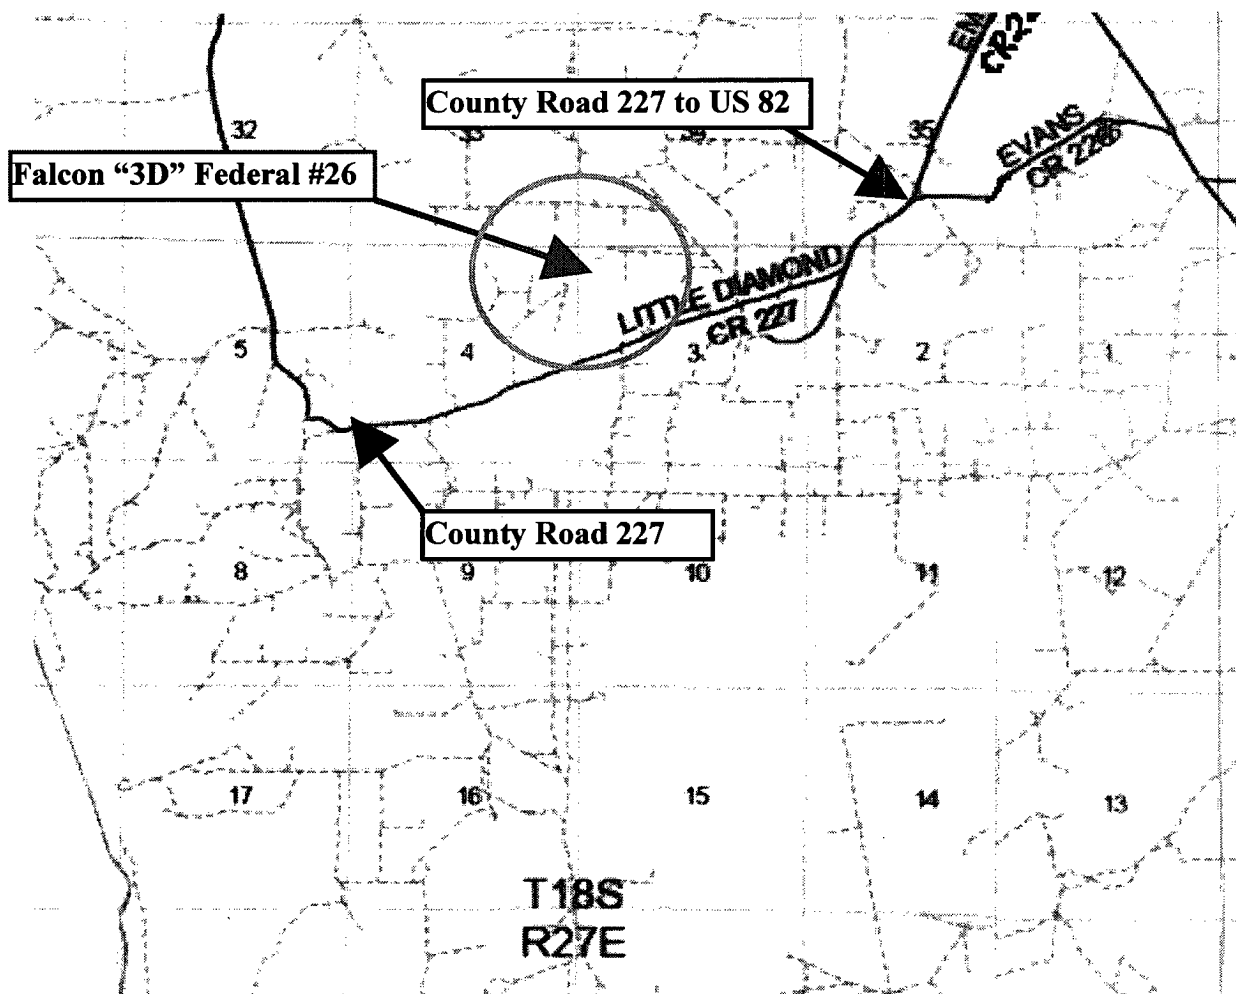 EM
CR2
County Road 227 to US 82
32
35
EVANS
CR 226
Falcon “3D” Federal #26
LITTLE DIAMOND
CR 227
5
4
3
2
1
County Road 227
8
9
10
11
12
17
16
15
14
13
T18S
R27E